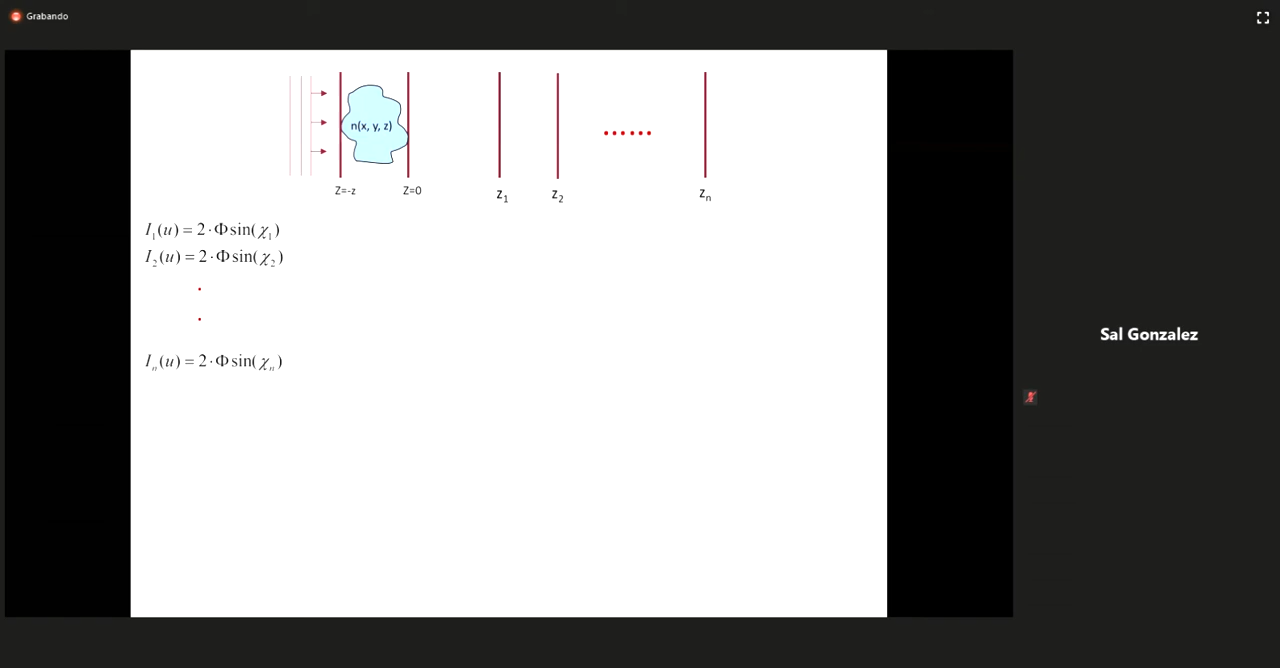 Grabando
n(x, y, z)
Z=-z
Z=0
z₁
z₂
......
zₙ
I₁(u) = 2·Φ sin(χ₁)
I₂(u) = 2·Φ sin(χ₂)
.
.
Iₙ(u) = 2·Φ sin(χₙ)
Sal Gonzalez